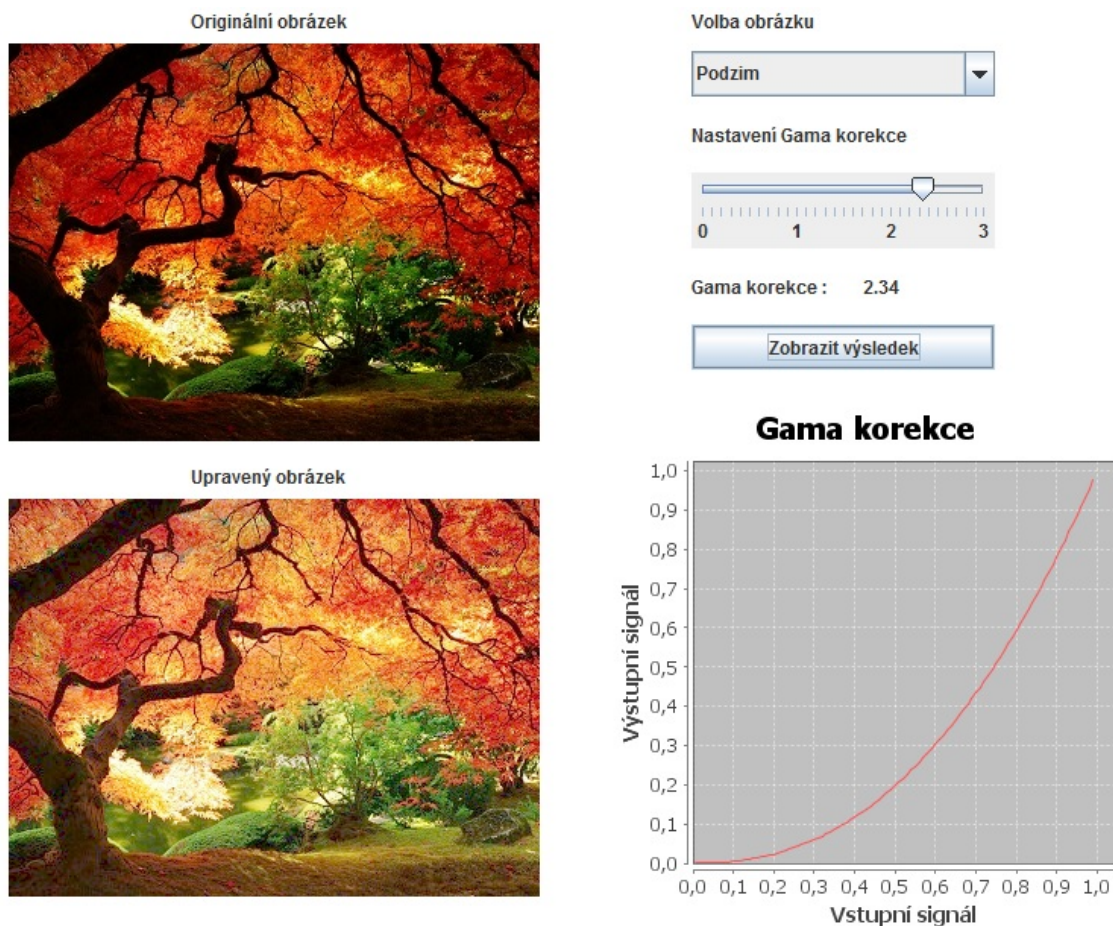 Originální obrázek
Volba obrázku
Podzim
Nastavení Gama korekce
0 1 2 3
Gama korekce : 2.34
Zobrazit výsledek
Upravený obrázek
Gama korekce
Výstupní signál
1,0
0,9
0,8
0,7
0,6
0,5
0,4
0,3
0,2
0,1
0,0
0,0 0,1 0,2 0,3 0,4 0,5 0,6 0,7 0,8 0,9 1,0
Vstupní signál